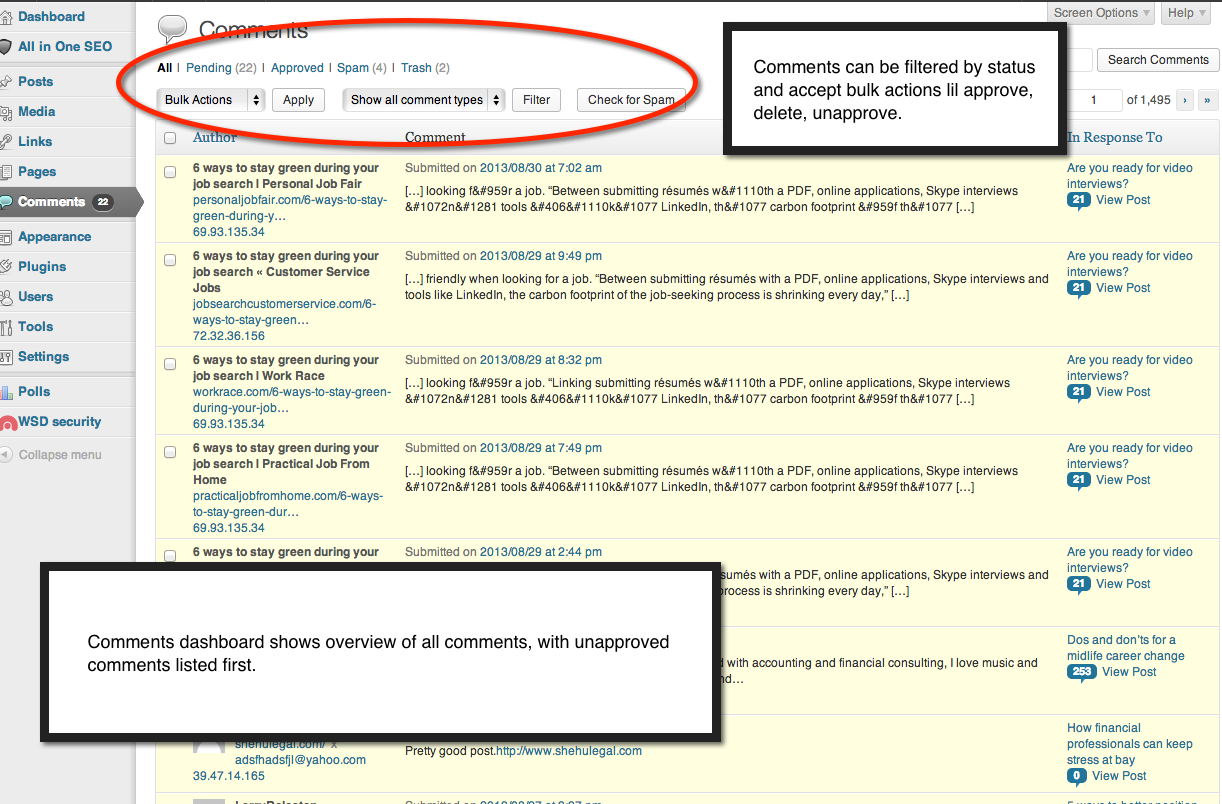 Dashboard
All in One SEO
Posts
Media
Links
Pages
Comments 22
Appearance
Plugins
Users
Tools
Settings
Polls
WSD security
Collapse menu
Screen Options
Help
Comments
All | Pending (22) | Approved | Spam (4) | Trash (2)
Bulk Actions Apply Show all comment types Filter Check for Spam
Search Comments
1 of 1,495 › »
Comments can be filtered by status
and accept bulk actions lil approve,
delete, unapprove.
Author Comment In Response To
6 ways to stay green during your
job search | Personal Job Fair
personaljobfair.com/6-ways-to-stay-
green-during-y…
69.93.135.34
Submitted on 2013/08/30 at 7:02 am
[…] looking f&#959r a job. “Between submitting résumés w&#1110th a PDF, online applications, Skype interviews
&#1072n&#1281 tools &#406&#1110k&#1077 LinkedIn, th&#1077 carbon footprint &#959f th&#1077 […]
Are you ready for video
interviews?
21 View Post
6 ways to stay green during your
job search « Customer Service
Jobs
jobsearchcustomerservice.com/6-
ways-to-stay-green…
72.32.36.156
Submitted on 2013/08/29 at 9:49 pm
[…] friendly when looking for a job. “Between submitting résumés with a PDF, online applications, Skype interviews and
tools like LinkedIn, the carbon footprint of the job-seeking process is shrinking every day,” […]
Are you ready for video
interviews?
21 View Post
6 ways to stay green during your
job search | Work Race
workrace.com/6-ways-to-stay-green-
during-your-job…
69.93.135.34
Submitted on 2013/08/29 at 8:32 pm
[…] looking f&#959r a job. “Linking submitting résumés w&#1110th a PDF, online applications, Skype interviews
&#1072n&#1281 tools &#406&#1110k&#1077 LinkedIn, th&#1077 carbon footprint &#959f th&#1077 […]
Are you ready for video
interviews?
21 View Post
6 ways to stay green during your
job search | Practical Job From
Home
practicaljobfromhome.com/6-ways-
to-stay-green-dur…
69.93.135.34
Submitted on 2013/08/29 at 7:49 pm
[…] looking f&#959r a job. “Between submitting résumés w&#1110th a PDF, online applications, Skype interviews
&#1072n&#1281 tools &#406&#1110k&#1077 LinkedIn, th&#1077 carbon footprint &#959f th&#1077 […]
Are you ready for video
interviews?
21 View Post
6 ways to stay green during your
Submitted on 2013/08/29 at 2:44 pm
sumés with a PDF, online applications, Skype interviews and
process is shrinking every day,” […]
Are you ready for video
interviews?
21 View Post
Comments dashboard shows overview of all comments, with unapproved
comments listed first.
with accounting and financial consulting, I love music and
Dos and don'ts for a
midlife career change
253 View Post
shehulegal.com/ x
adsfhadsfjl@yahoo.com
39.47.14.165
Pretty good post.http://www.shehulegal.com
How financial
professionals can keep
stress at bay
0 View Post